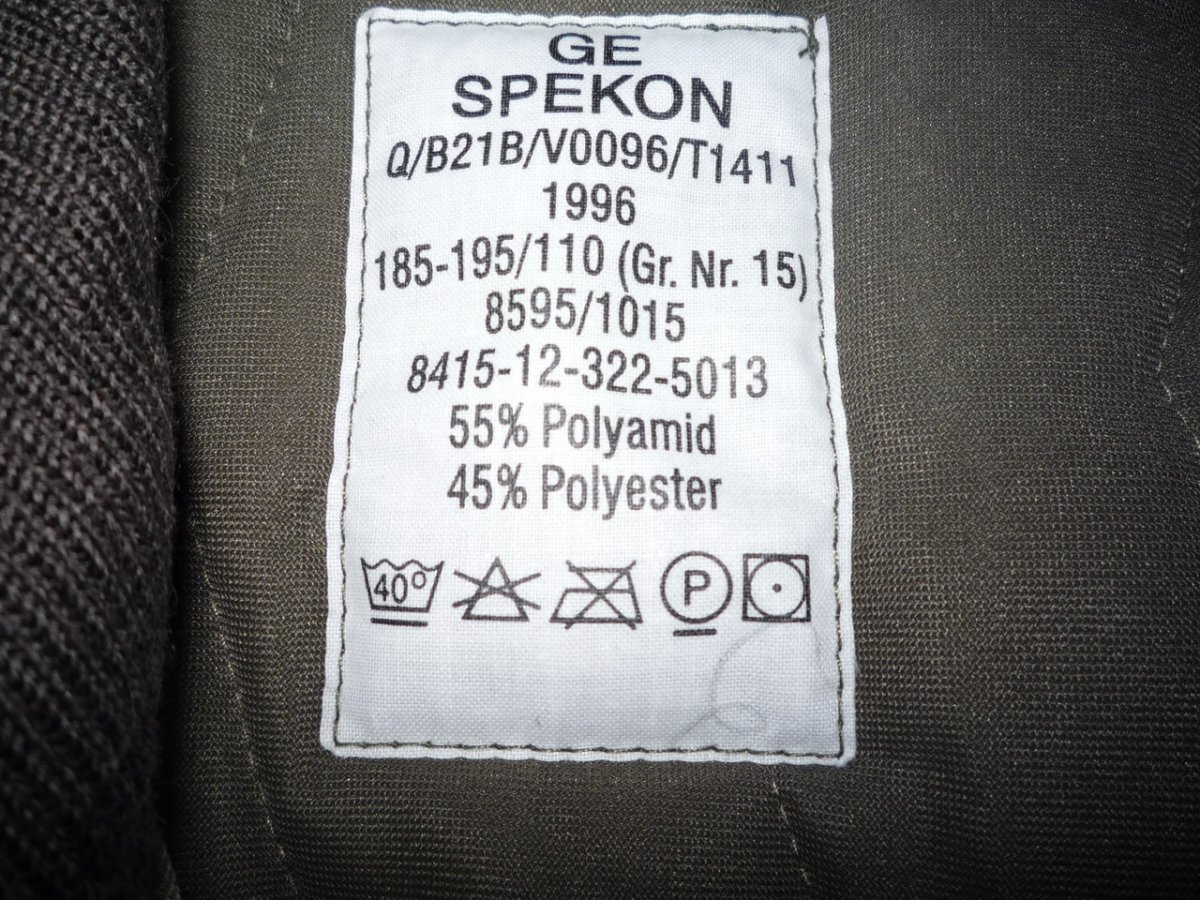 GE
SPEKON
Q/B21B/V0096/T1411
1996
185-195/110 (Gr. Nr. 15)
8595/1015
8415-12-322-5013
55% Polyamid
45% Polyester
40° P